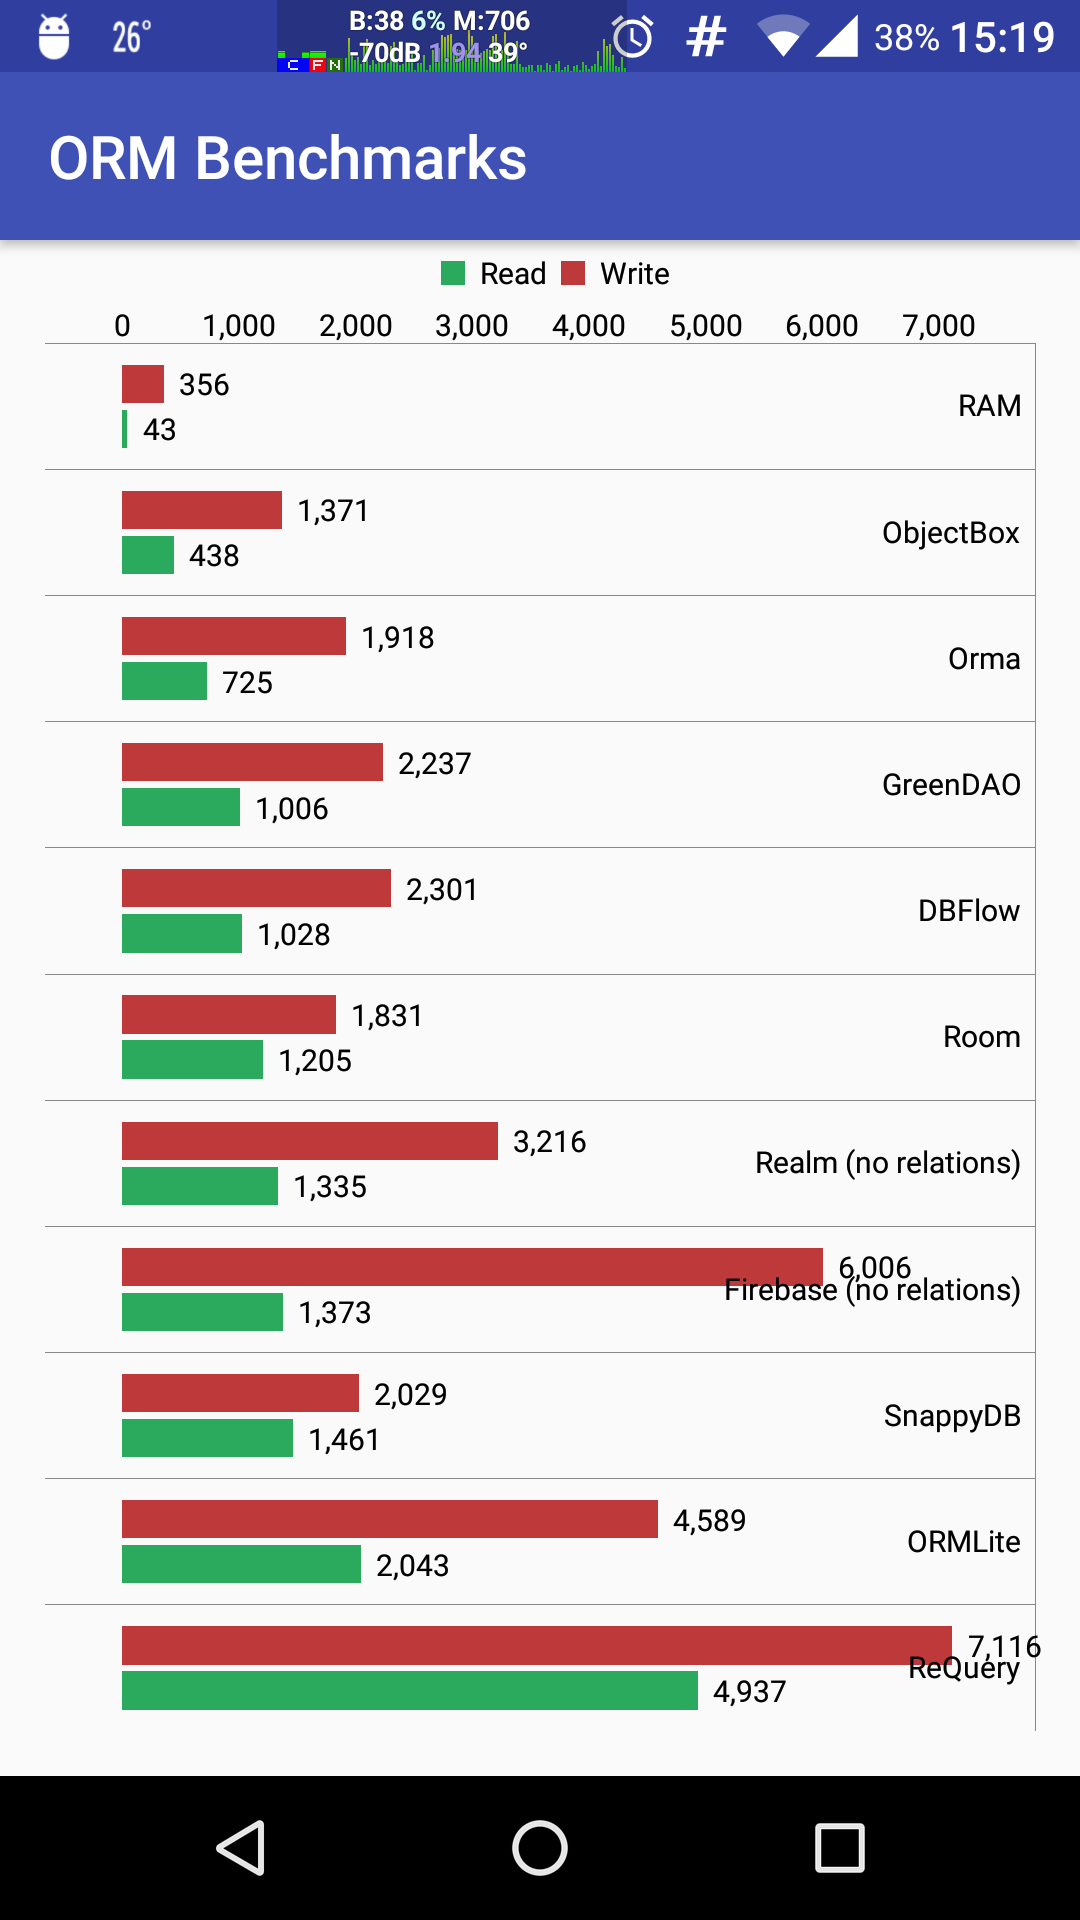 26°
B:38 6% M:706
-70dB 1.94 39°
C F N
38% 15:19
ORM Benchmarks
Read Write
0 1,000 2,000 3,000 4,000 5,000 6,000 7,000
356
RAM
43
1,371
ObjectBox
438
1,918
Orma
725
2,237
GreenDAO
1,006
2,301
DBFlow
1,028
1,831
Room
1,205
3,216
Realm (no relations)
1,335
6,006
Firebase (no relations)
1,373
2,029
SnappyDB
1,461
4,589
ORMLite
2,043
7,116
ReQuery
4,937